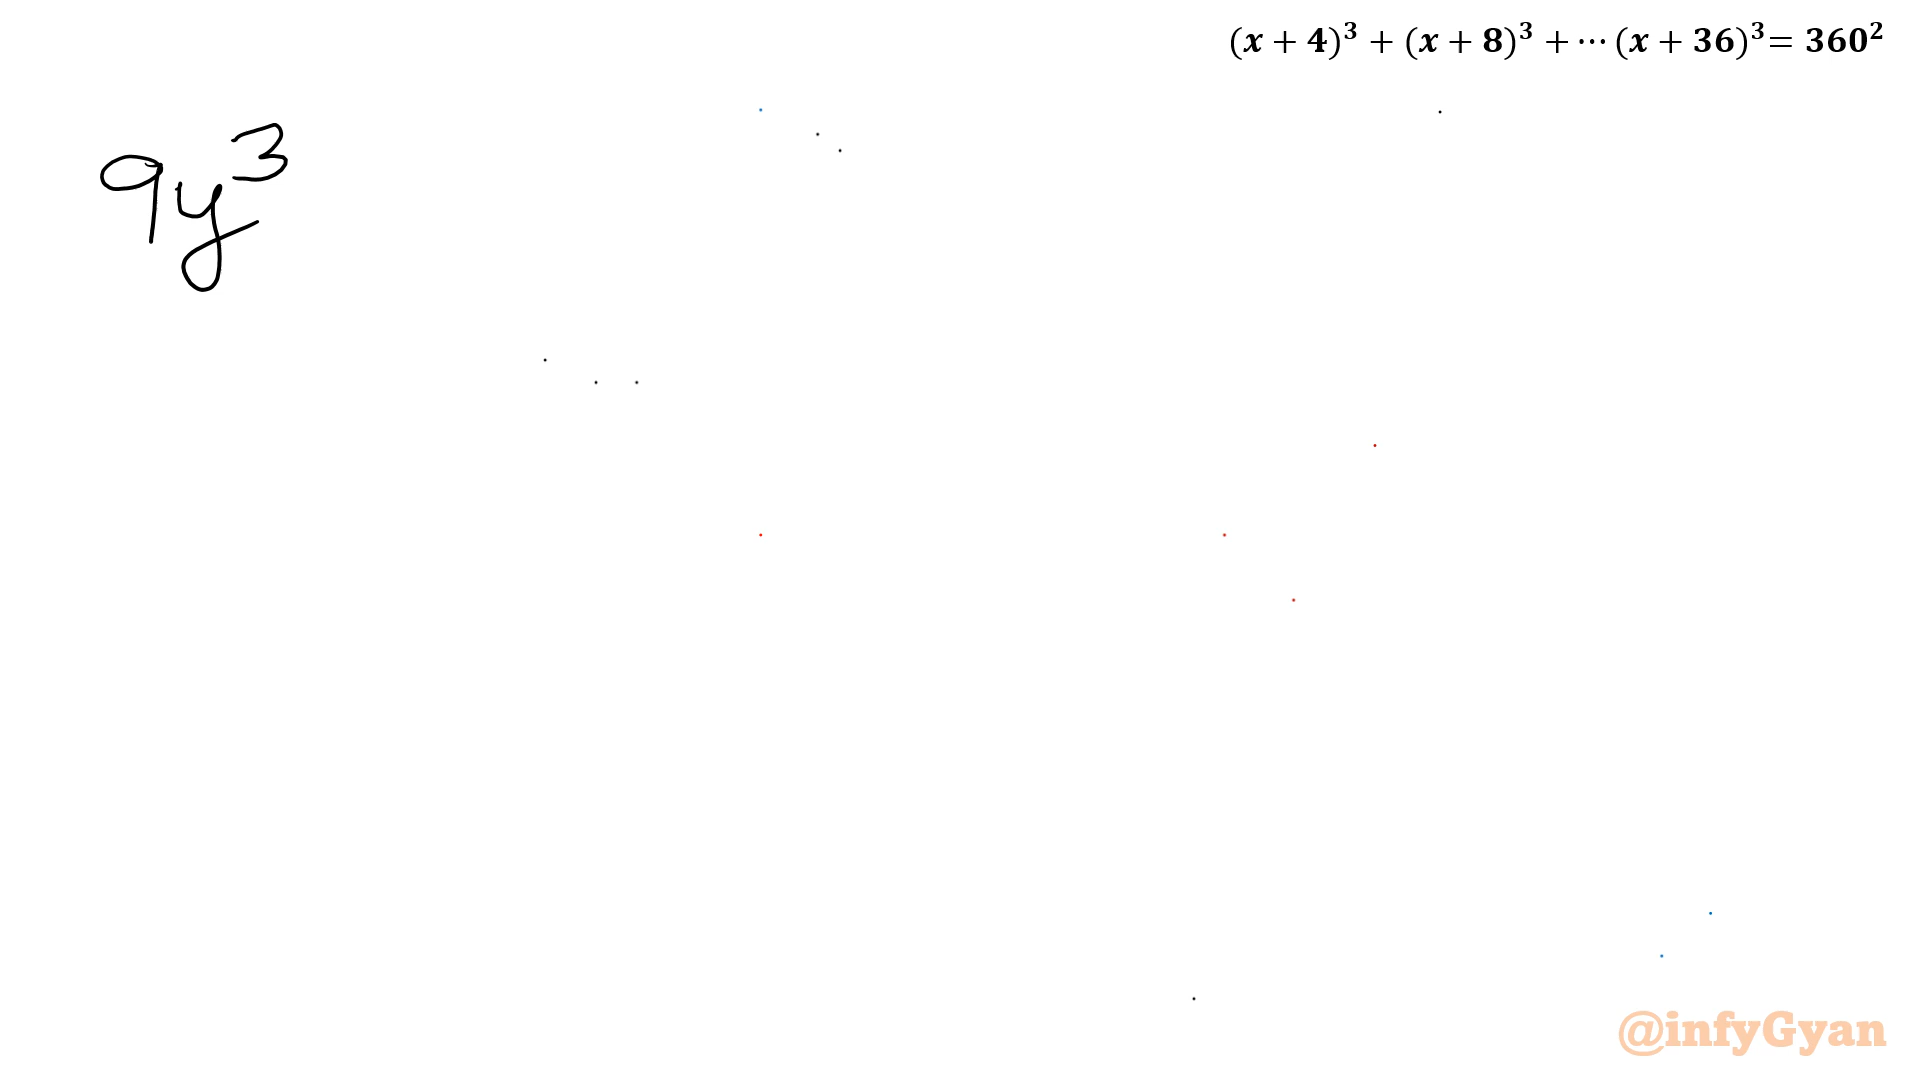 (x + 4)³ + (x + 8)³ + ⋯ (x + 36)³= 360²
9y³
@infyGyan